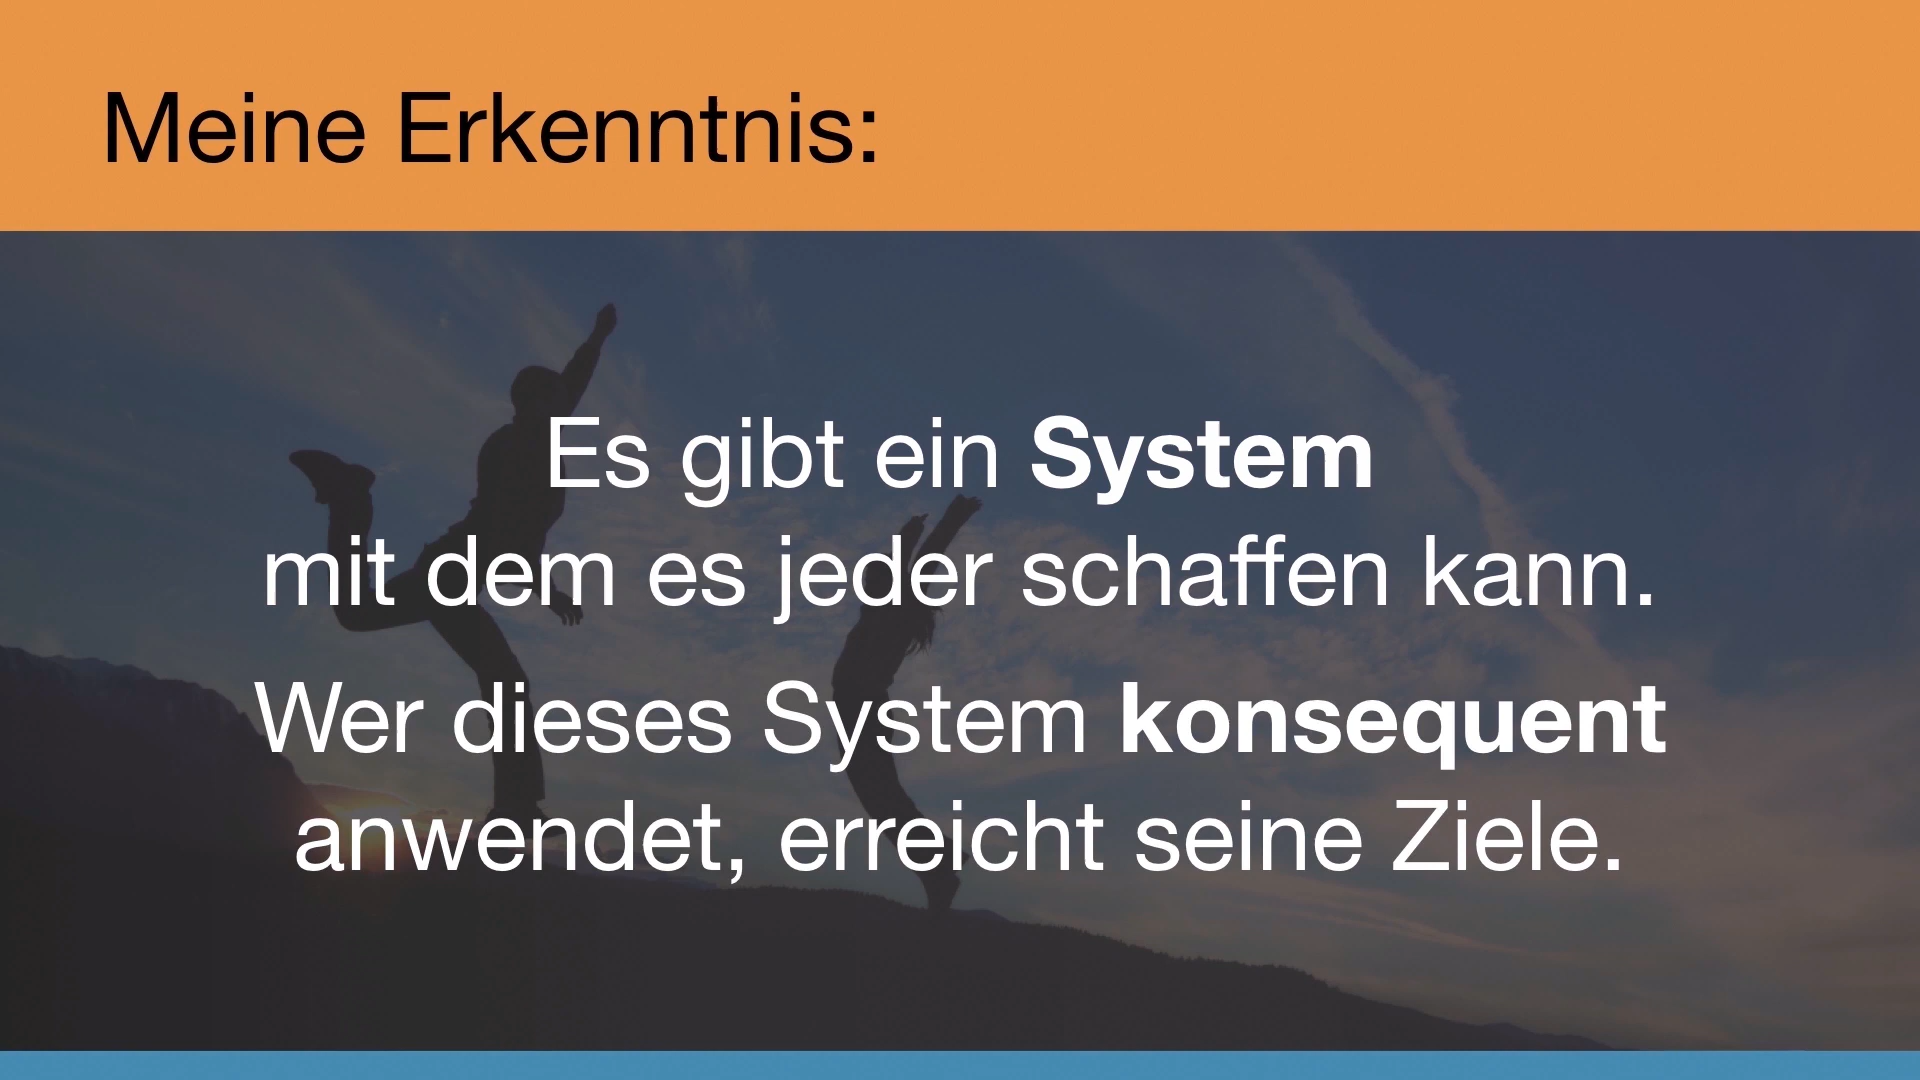 Meine Erkenntnis:
Es gibt ein System
mit dem es jeder schaffen kann.
Wer dieses System konsequent
anwendet, erreicht seine Ziele.